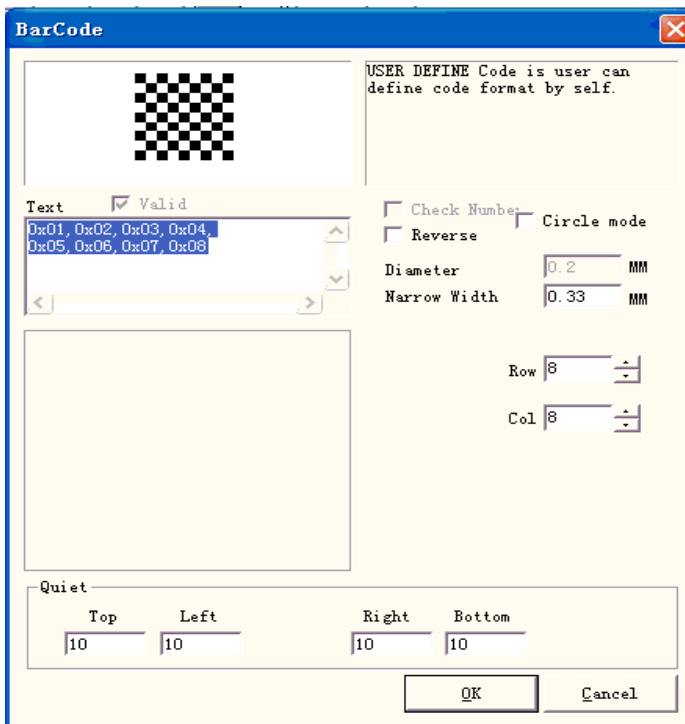 BarCode
USER DEFINE Code is user can
define code format by self.
Text
Valid
0x01, 0x02, 0x03, 0x04,
0x05, 0x06, 0x07, 0x08
Check Number
Circle mode
Reverse
Diameter
0.2
MM
Narrow Width
0.33
MM
Row
8
Col
8
Quiet
Top
Left
Right
Bottom
10
10
10
10
OK
Cancel